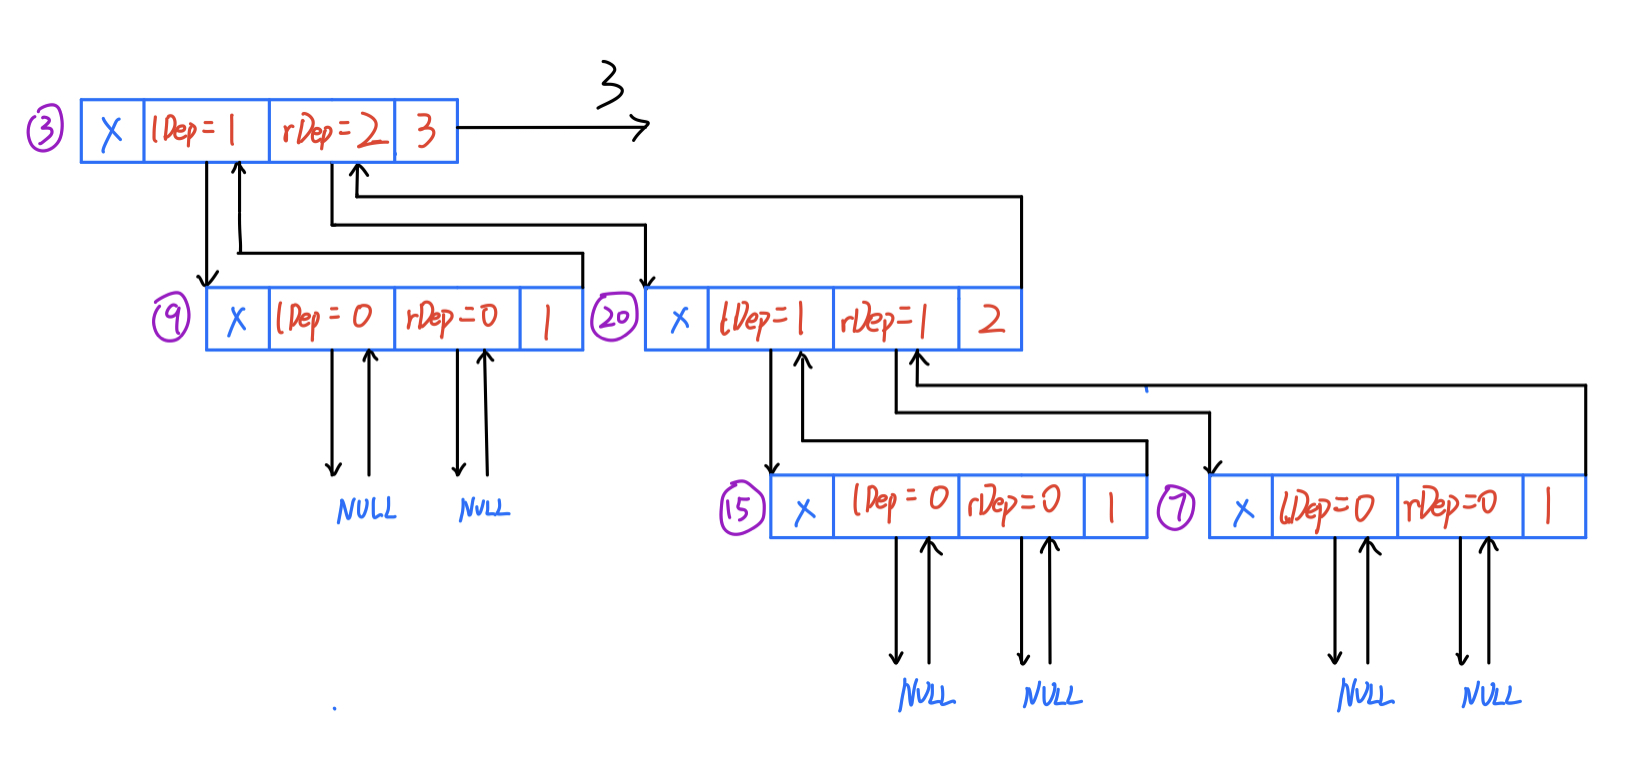 3
③ X lDep=1 rDep=2 3
⑨ X lDep=0 rDep=0 1
⑳ X lDep=1 rDep=1 2
NULL NULL
⑮ X lDep=0 rDep=0 1
⑦ X lDep=0 rDep=0 1
NULL NULL NULL NULL